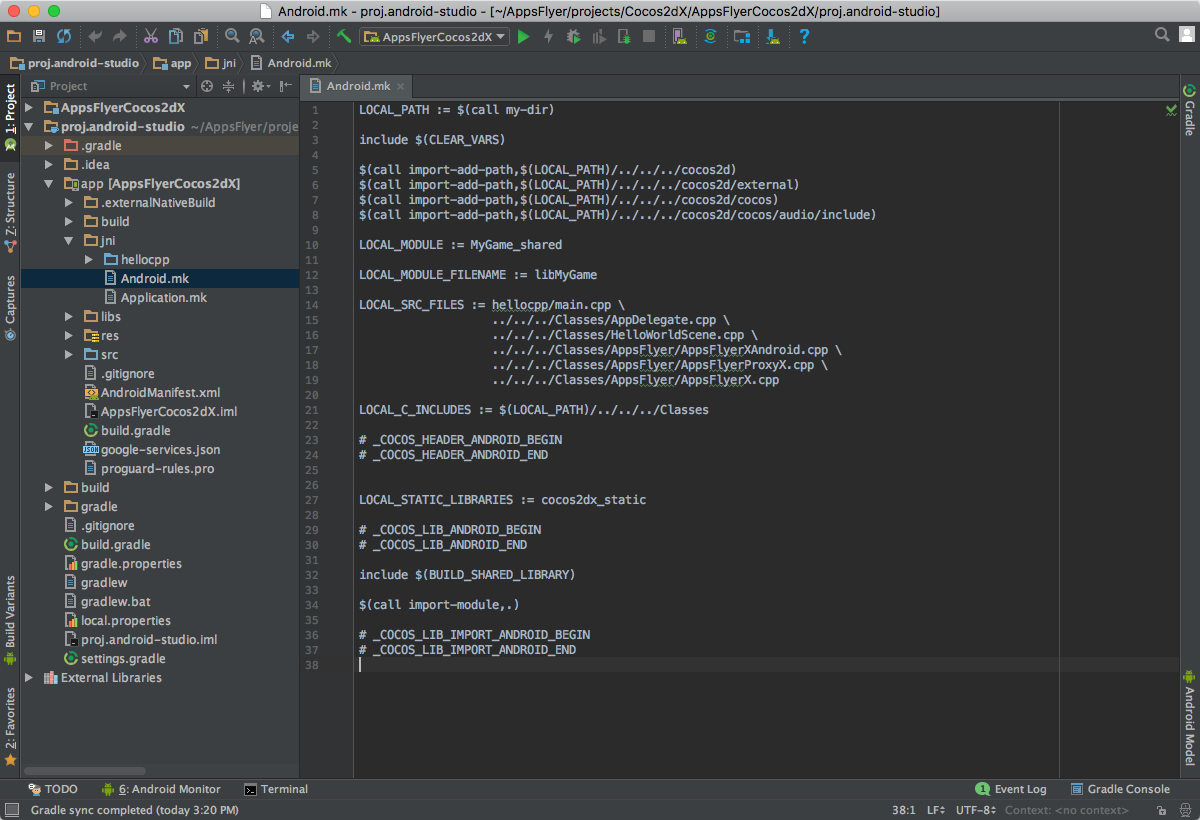 Android.mk - proj.android-studio - [~/AppsFlyer/projects/Cocos2dX/AppsFlyerCocos2dX/proj.android-studio]
AppsFlyerCocos2dX
proj.android-studio
app
jni
Android.mk
1: Project
Z: Structure
Captures
Build Variants
2: Favorites
Project
AppsFlyerCocos2dX
proj.android-studio ~/AppsFlyer/proje
.gradle
.idea
app [AppsFlyerCocos2dX]
.externalNativeBuild
build
jni
hellocpp
Android.mk
Application.mk
libs
res
src
.gitignore
AndroidManifest.xml
AppsFlyerCocos2dX.iml
build.gradle
JSON google-services.json
proguard-rules.pro
build
gradle
.gitignore
build.gradle
gradle.properties
gradlew
gradlew.bat
local.properties
proj.android-studio.iml
settings.gradle
External Libraries
Android.mk
1 LOCAL_PATH := $(call my-dir)
2
3 include $(CLEAR_VARS)
4
5 $(call import-add-path,$(LOCAL_PATH)/../../../cocos2d)
6 $(call import-add-path,$(LOCAL_PATH)/../../../cocos2d/external)
7 $(call import-add-path,$(LOCAL_PATH)/../../../cocos2d/cocos)
8 $(call import-add-path,$(LOCAL_PATH)/../../../cocos2d/cocos/audio/include)
9
10 LOCAL_MODULE := MyGame_shared
11
12 LOCAL_MODULE_FILENAME := libMyGame
13
14 LOCAL_SRC_FILES := hellocpp/main.cpp \
15 ../../../Classes/AppDelegate.cpp \
16 ../../../Classes/HelloWorldScene.cpp \
17 ../../../Classes/AppsFlyer/AppsFlyerXAndroid.cpp \
18 ../../../Classes/AppsFlyer/AppsFlyerProxyX.cpp \
19 ../../../Classes/AppsFlyer/AppsFlyerX.cpp
20
21 LOCAL_C_INCLUDES := $(LOCAL_PATH)/../../../Classes
22
23 # _COCOS_HEADER_ANDROID_BEGIN
24 # _COCOS_HEADER_ANDROID_END
25
26
27 LOCAL_STATIC_LIBRARIES := cocos2dx_static
28
29 # _COCOS_LIB_ANDROID_BEGIN
30 # _COCOS_LIB_ANDROID_END
31
32 include $(BUILD_SHARED_LIBRARY)
33
34 $(call import-module,.)
35
36 # _COCOS_LIB_IMPORT_ANDROID_BEGIN
37 # _COCOS_LIB_IMPORT_ANDROID_END
38
Gradle
Android Model
TODO
6: Android Monitor
Terminal
1 Event Log
Gradle Console
Gradle sync completed (today 3:20 PM)
38:1
LF
UTF-8
Context: <no context>